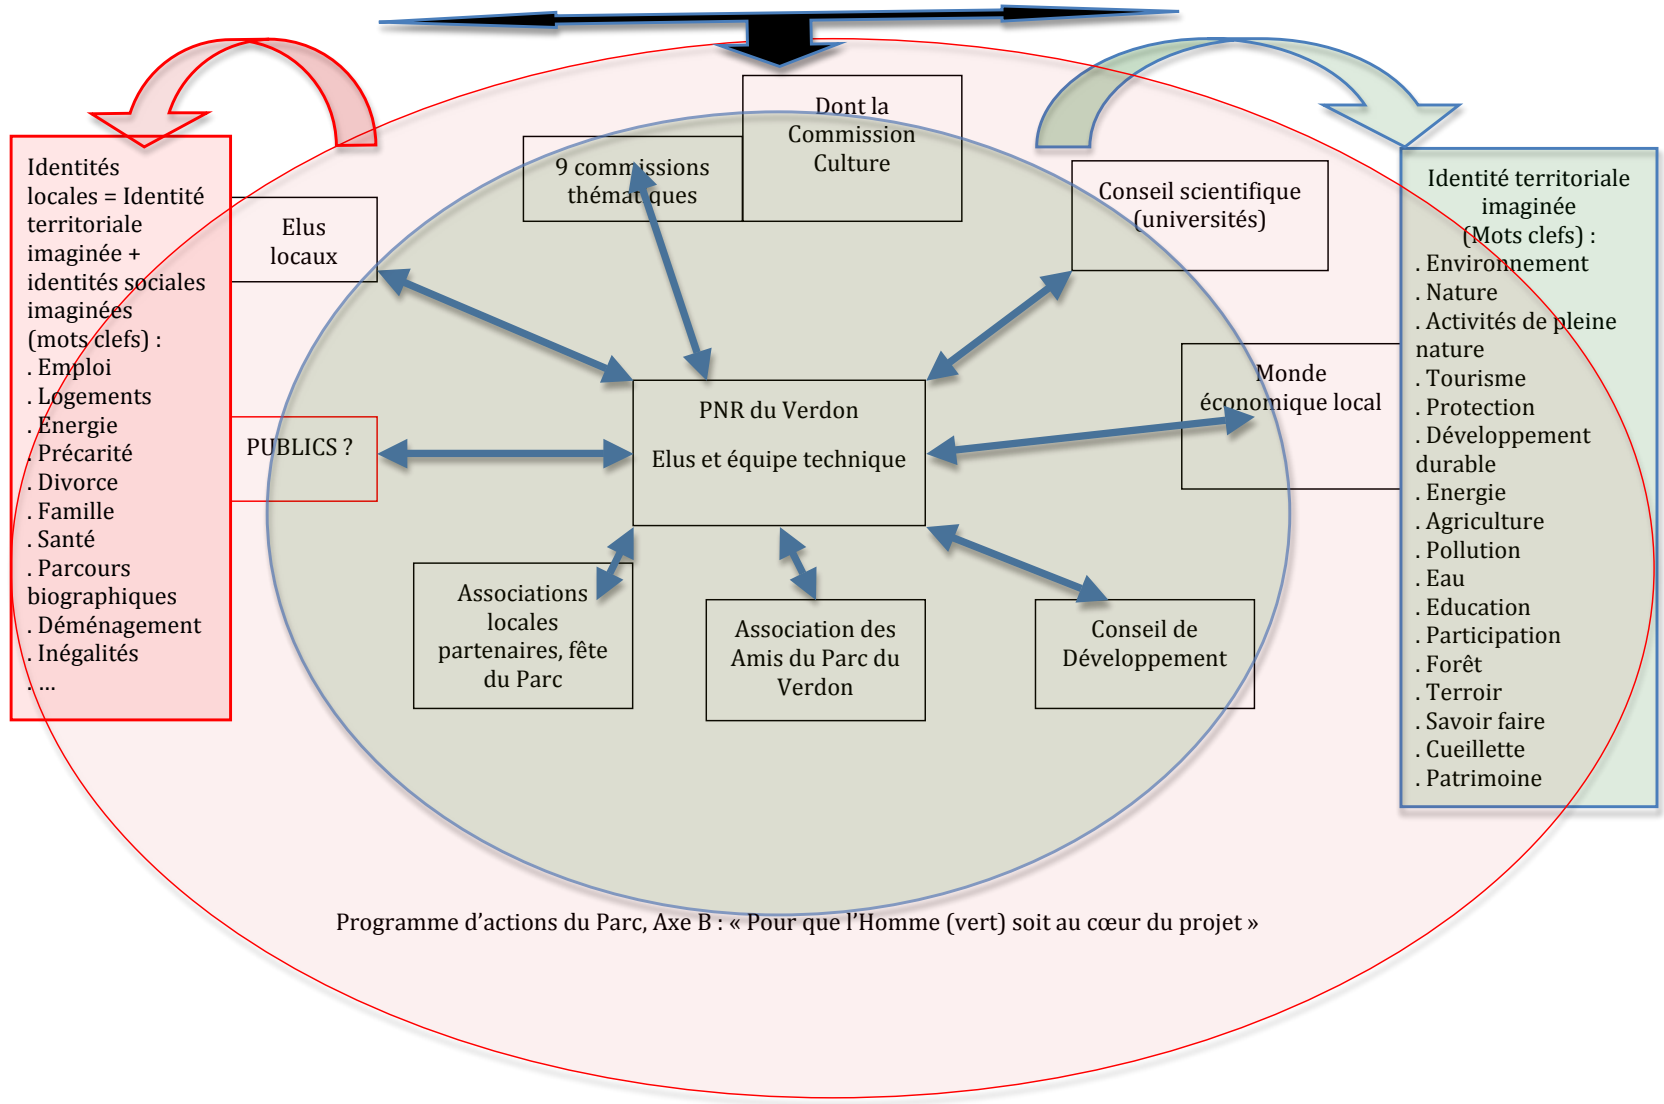 Dont la
Commission
Culture
9 commissions
thématiques
Identités
locales = Identité
territoriale
imaginée +
identités sociales
imaginées
(mots clefs) :
. Emploi
. Logements
. Energie
. Précarité
. Divorce
. Famille
. Santé
. Parcours
biographiques
. Déménagement
. Inégalités
. ...
Elus
locaux
PUBLICS ?
Conseil scientifique
(universités)
Monde
économique local
PNR du Verdon
Elus et équipe technique
Associations
locales
partenaires, fête
du Parc
Association des
Amis du Parc du
Verdon
Conseil de
Développement
Identité territoriale
imaginée
(Mots clefs) :
. Environnement
. Nature
. Activités de pleine
nature
. Tourisme
. Protection
. Développement
durable
. Energie
. Agriculture
. Pollution
. Eau
. Education
. Participation
. Forêt
. Terroir
. Savoir faire
. Cueillette
. Patrimoine
Programme d’actions du Parc, Axe B : « Pour que l’Homme (vert) soit au cœur du projet »